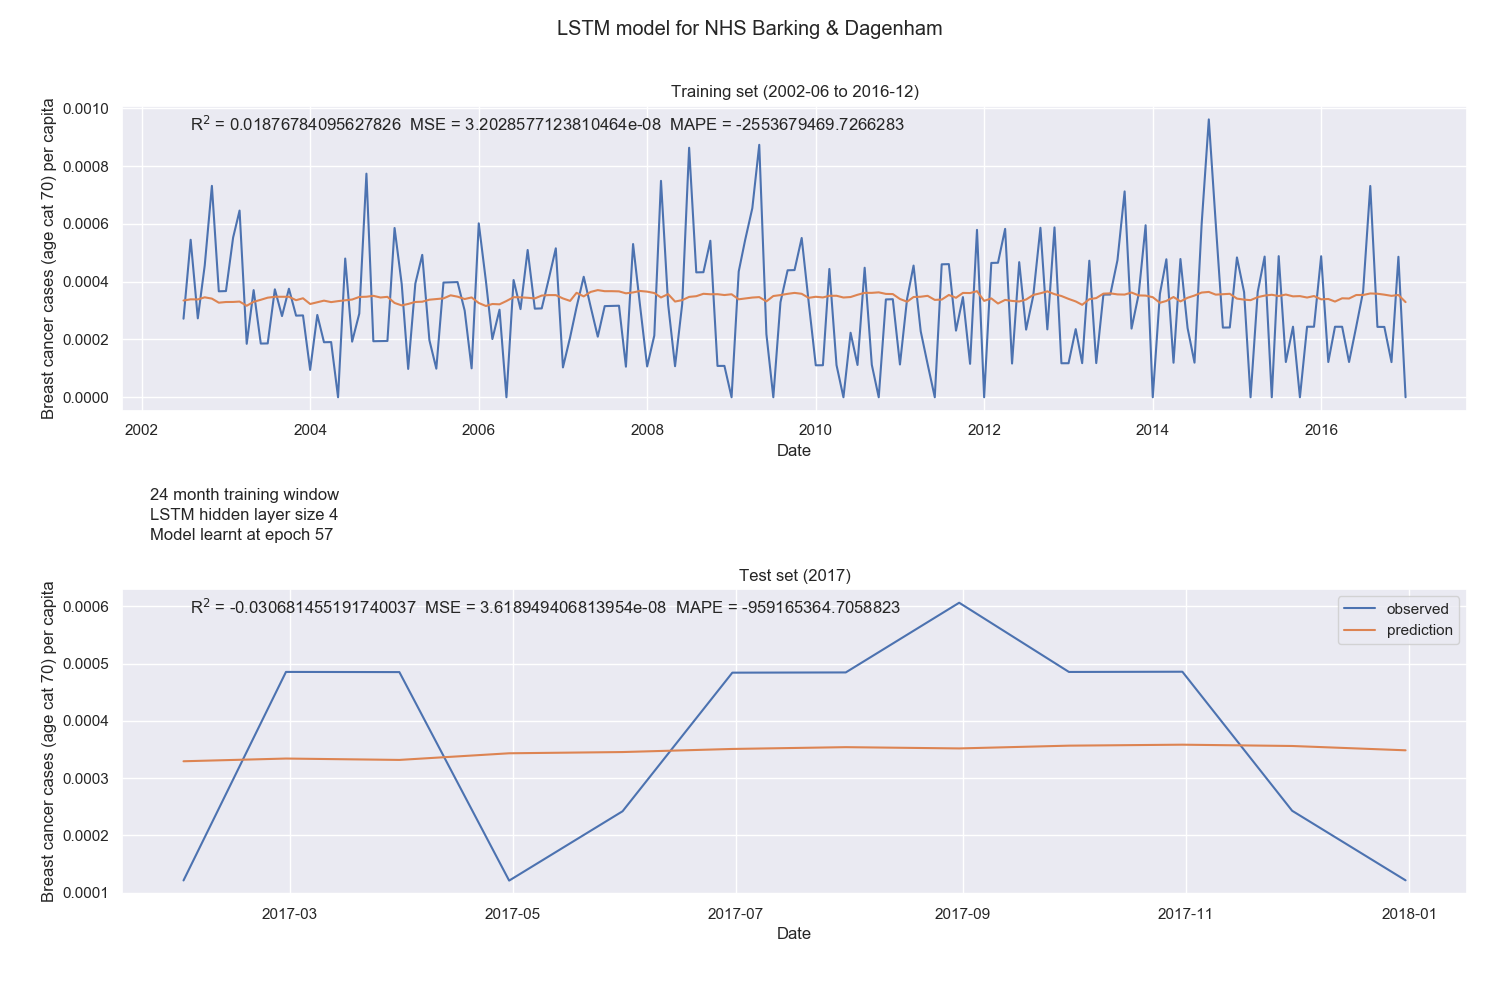 LSTM model for NHS Barking & Dagenham
Training set (2002-06 to 2016-12)
R² = 0.01876784095627826 MSE = 3.2028577123810464e-08 MAPE = -2553679469.7266283
Breast cancer cases (age cat 70) per capita
0.0010
0.0008
0.0006
0.0004
0.0002
0.0000
2002 2004 2006 2008 2010 2012 2014 2016
Date
24 month training window
LSTM hidden layer size 4
Model learnt at epoch 57
Test set (2017)
R² = -0.030681455191740037 MSE = 3.618949406813954e-08 MAPE = -959165364.7058823
observed
prediction
Breast cancer cases (age cat 70) per capita
0.0006
0.0005
0.0004
0.0003
0.0002
0.0001
2017-03 2017-05 2017-07 2017-09 2017-11 2018-01
Date